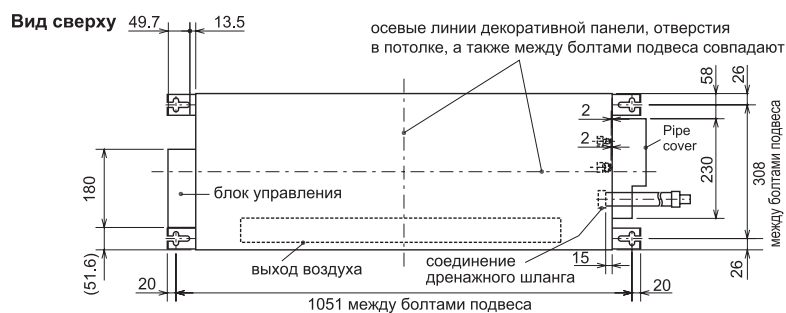 Вид сверху
49.7
13.5
осевые линии декоративной панели, отверстия
в потолке, а также между болтами подвеса совпадают
58
26
2
2
Pipe
cover
230
308
между болтами подвеса
180
блок управления
(51.6)
выход воздуха
соединение
дренажного шланга
15
26
20
1051 между болтами подвеса
20